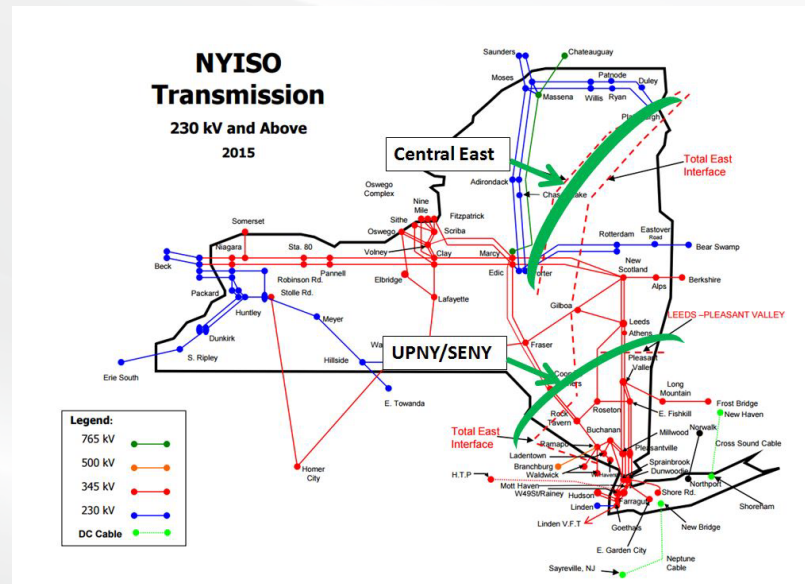 NYISO
Transmission
230 kV and Above
2015
Saunders
Chateauguay
Moses
Massena
Patnode
Duley
Willis
Ryan
Central East
Total East
Interface
Adirondack
Oswego
Complex
Nine
Mile
Sithe
Fitzpatrick
Oswego
Scriba
Volney
Clay
Somerset
Niagara
Sta. 80
Beck
Pannell
Packard
Robinson Rd.
Stolle Rd.
Huntley
Elbridge
Lafayette
Marcy
Edic
Rotterdam
Eastover
Road
Bear Swamp
New
Scotland
Alps
Berkshire
Gilboa
Leeds
Athens
LEEDS –PLEASANT VALLEY
Fraser
Pleasant
Valley
Dunkirk
Meyer
S. Ripley
Hillside
Erie South
E. Towanda
UPNY/SENY
Long
Mountain
Frost Bridge
New Haven
Roseton
E. Fishkill
Rock
Tavern
Buchanan
Norwalk
Millwood
Cross Sound Cable
Total East
Interface
Ramapo
Ladentown
Pleasantville
Branchburg
Waldwick
Sprainbrook
Dunwoodie
Northport
Homer
City
H.T.P
Mott Haven
W49St/Rainey
Shore Rd.
Shoreham
Hudson
Farragut
Linden
New Bridge
Linden V.F.T
Goethals
E. Garden City
Neptune
Cable
Sayreville, NJ
Legend:
765 kV
500 kV
345 kV
230 kV
DC Cable